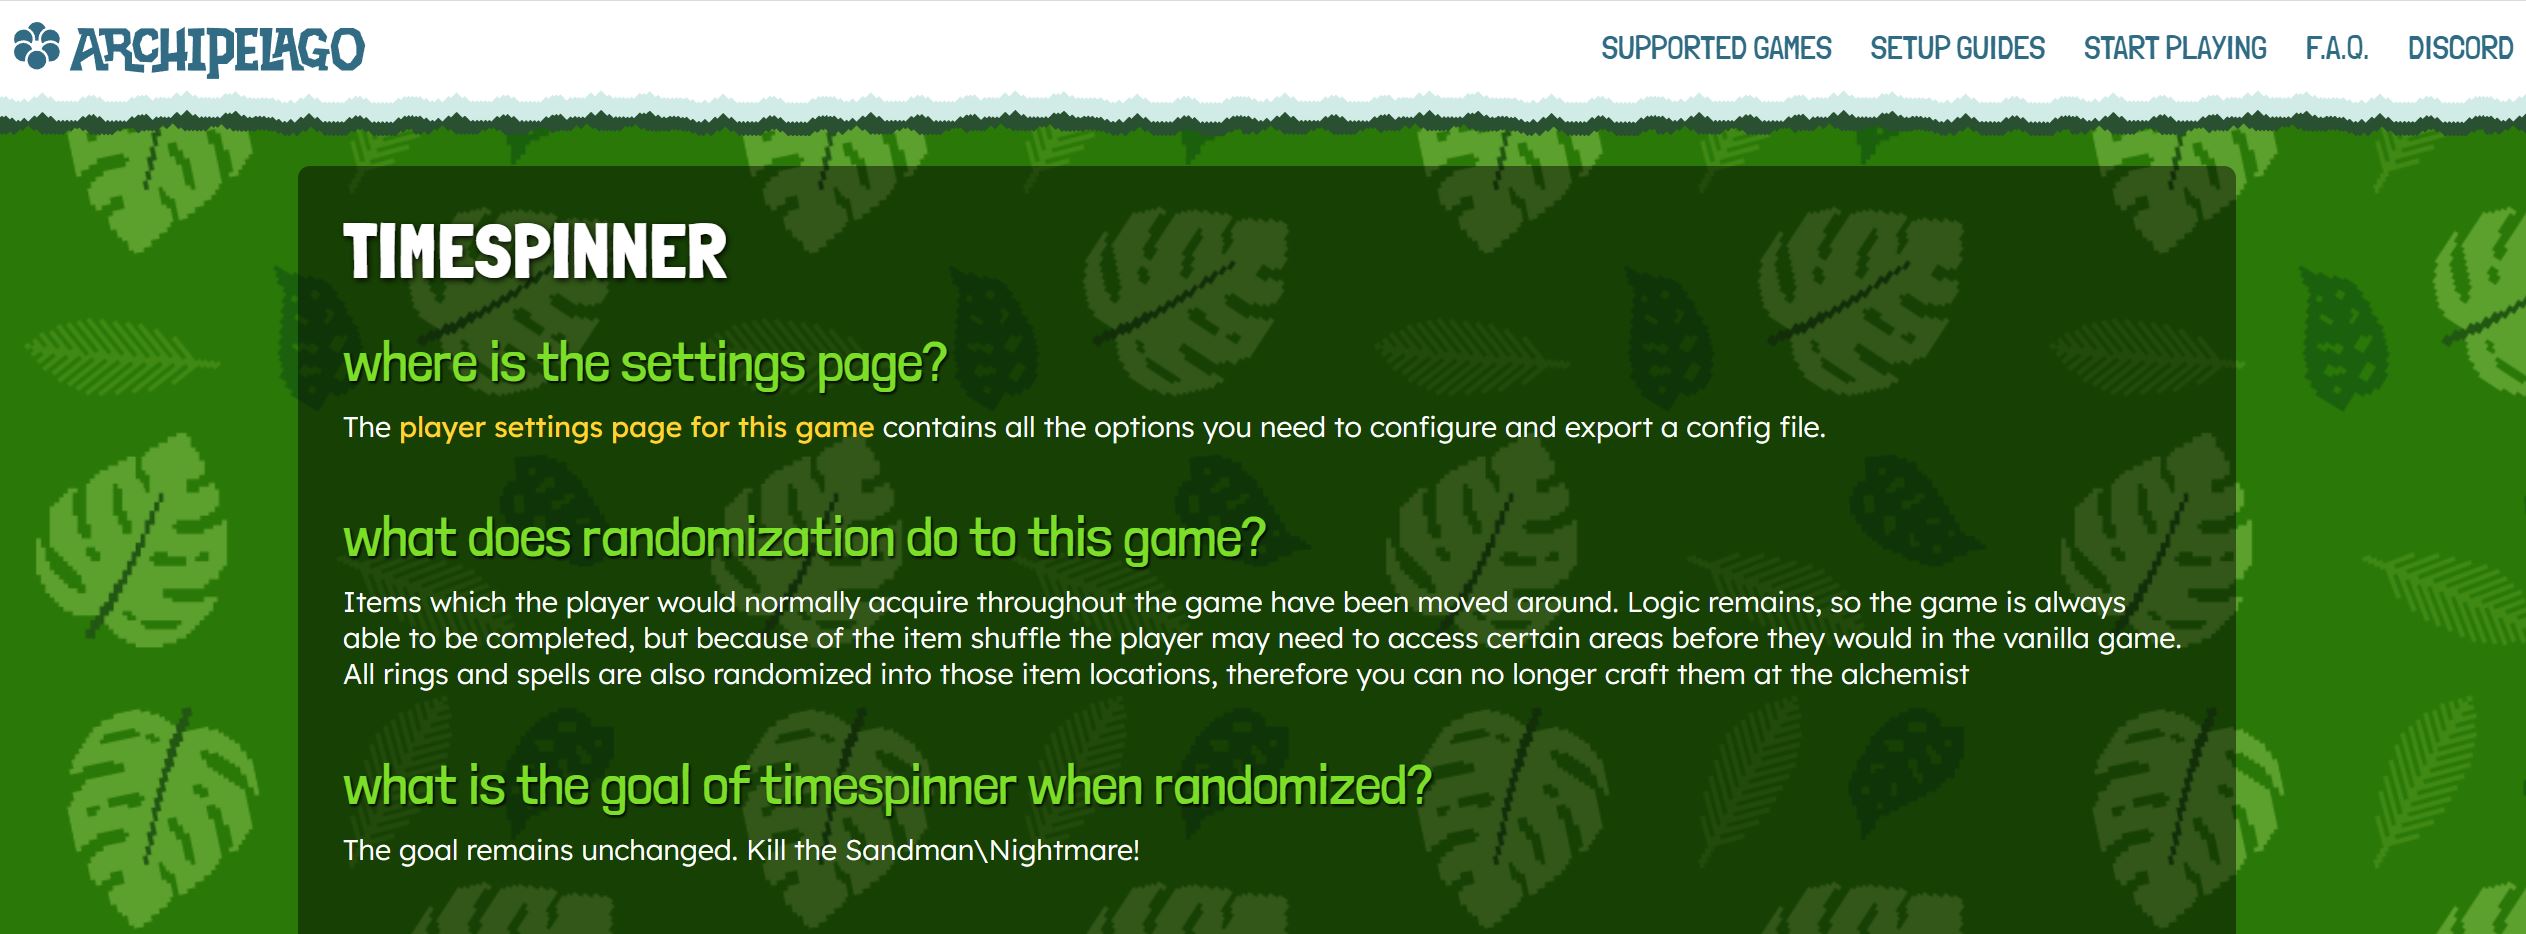 ARCHIPELAGO
SUPPORTED GAMES SETUP GUIDES START PLAYING F.A.Q. DISCORD
TIMESPINNER
where is the settings page?
The player settings page for this game contains all the options you need to configure and export a config file.
what does randomization do to this game?
Items which the player would normally acquire throughout the game have been moved around. Logic remains, so the game is always
able to be completed, but because of the item shuffle the player may need to access certain areas before they would in the vanilla game.
All rings and spells are also randomized into those item locations, therefore you can no longer craft them at the alchemist
what is the goal of timespinner when randomized?
The goal remains unchanged. Kill the Sandman\Nightmare!